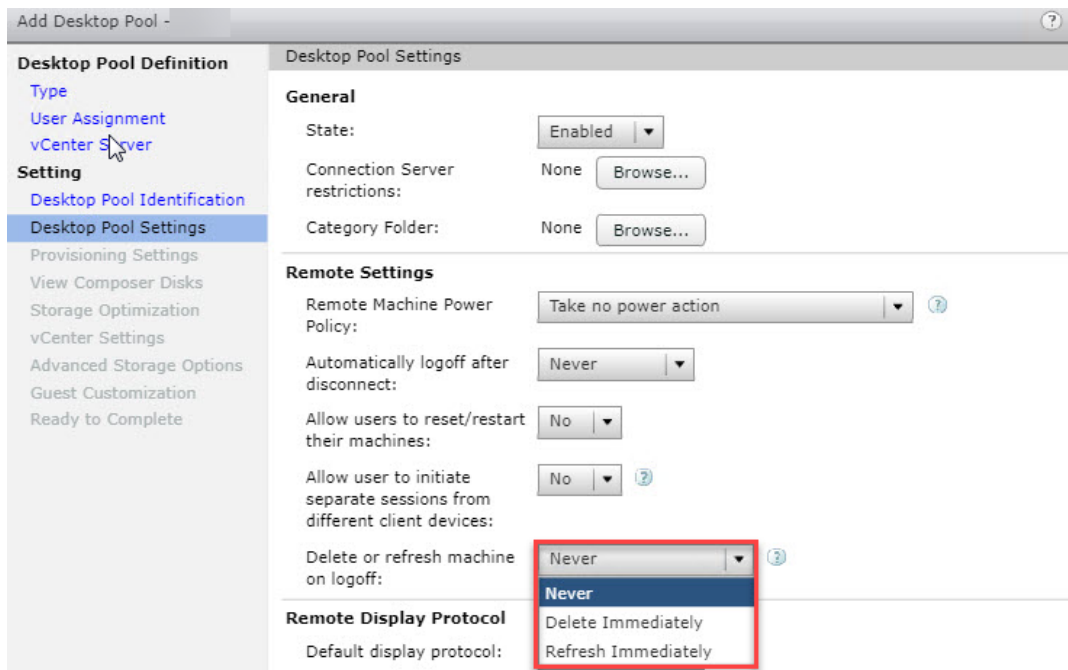 Add Desktop Pool -
?
Desktop Pool Definition
Type
User Assignment
vCenter Server
Setting
Desktop Pool Identification
Desktop Pool Settings
Provisioning Settings
View Composer Disks
Storage Optimization
vCenter Settings
Advanced Storage Options
Guest Customization
Ready to Complete
Desktop Pool Settings
General
State:
Enabled
Connection Server
restrictions:
None
Browse...
Category Folder:
None
Browse...
Remote Settings
Remote Machine Power
Policy:
Take no power action
?
Automatically logoff after
disconnect:
Never
Allow users to reset/restart
their machines:
No
Allow user to initiate
separate sessions from
different client devices:
No
?
Delete or refresh machine
on logoff:
Never
?
Never
Delete Immediately
Refresh Immediately
Remote Display Protocol
Default display protocol: